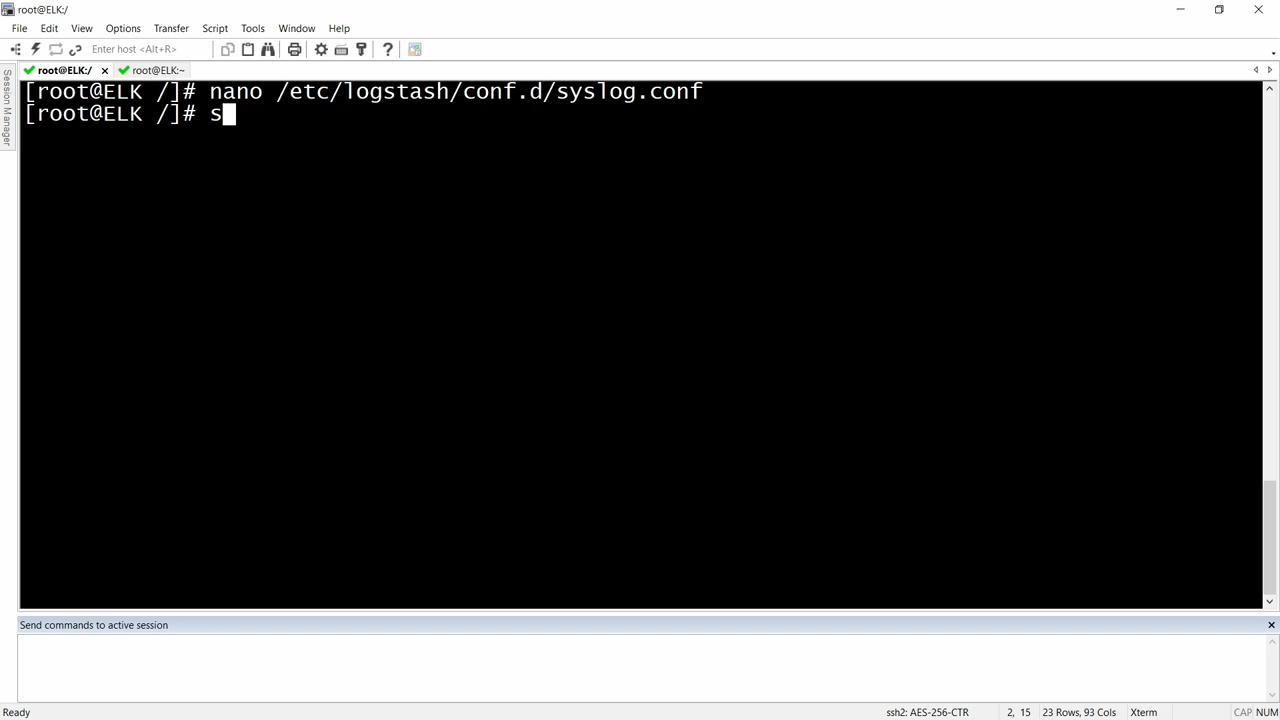 root@ELK:/
File Edit View Options Transfer Script Tools Window Help
Enter host <Alt+R>
Session Manager
root@ELK:/ root@ELK:~
[root@ELK /]# nano /etc/logstash/conf.d/syslog.conf
[root@ELK /]# s
Send commands to active session
Ready ssh2: AES-256-CTR 2, 15 23 Rows, 93 Cols Xterm CAP NUM